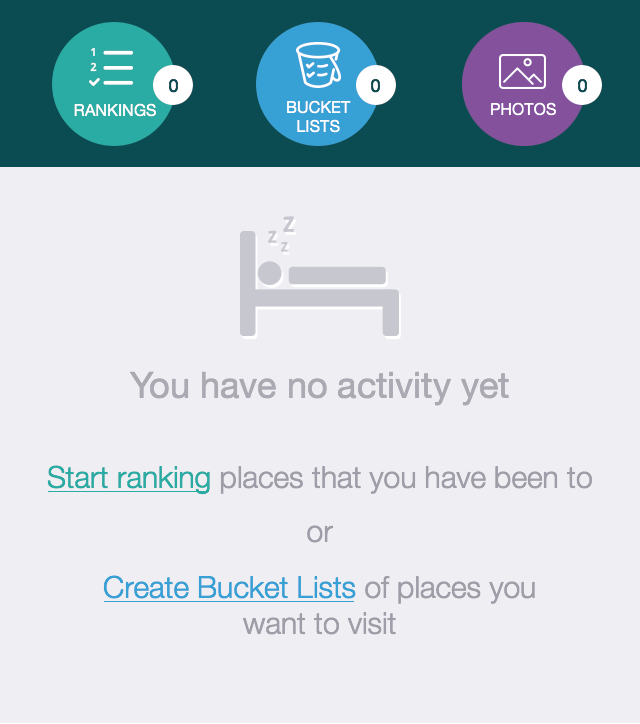 1
2
RANKINGS
0
BUCKET
LISTS
0
PHOTOS
0
z Z
z
You have no activity yet
Start ranking places that you have been to
or
Create Bucket Lists of places you
want to visit